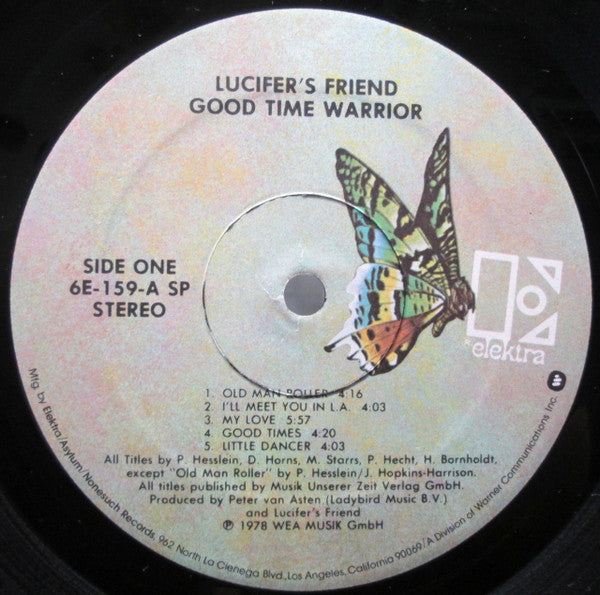 LUCIFER'S FRIEND
GOOD TIME WARRIOR
SIDE ONE
6E-159-A SP
STEREO
® elektra
1. OLD MAN ROLLER 4:16
2. I'LL MEET YOU IN L.A. 4:03
3. MY LOVE 5:57
4. GOOD TIMES 4:20
5. LITTLE DANCER 4:03
All Titles by P. Hesslein, D. Horns, M. Starrs, P. Hecht, H. Bornholdt,
except "Old Man Roller" by P. Hesslein/J. Hopkins-Harrison.
All titles published by Musik Unserer Zeit Verlag GmbH.
Produced by Peter van Asten (Ladybird Music B.V.)
and Lucifer's Friend
℗ 1978 WEA MUSIK GmbH
Mfg. by Elektra/Asylum/Nonesuch Records, 962 North La Cienega Blvd., Los Angeles, California 90069/A Division of Warner Communications Inc.